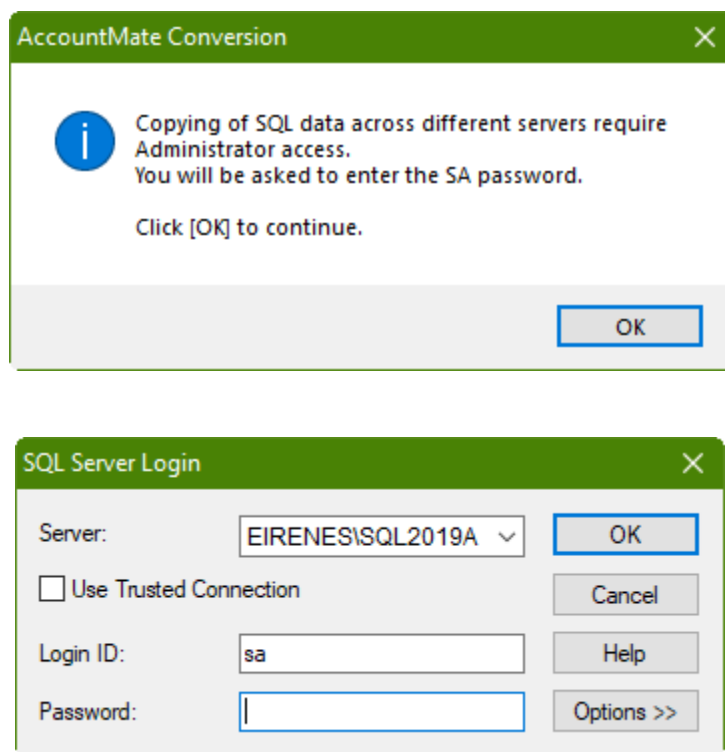 AccountMate Conversion
Copying of SQL data across different servers require
Administrator access.
You will be asked to enter the SA password.
Click [OK] to continue.
OK
SQL Server Login
Server: EIRENES\SQL2019A OK
Use Trusted Connection Cancel
Login ID: sa Help
Password: Options >>